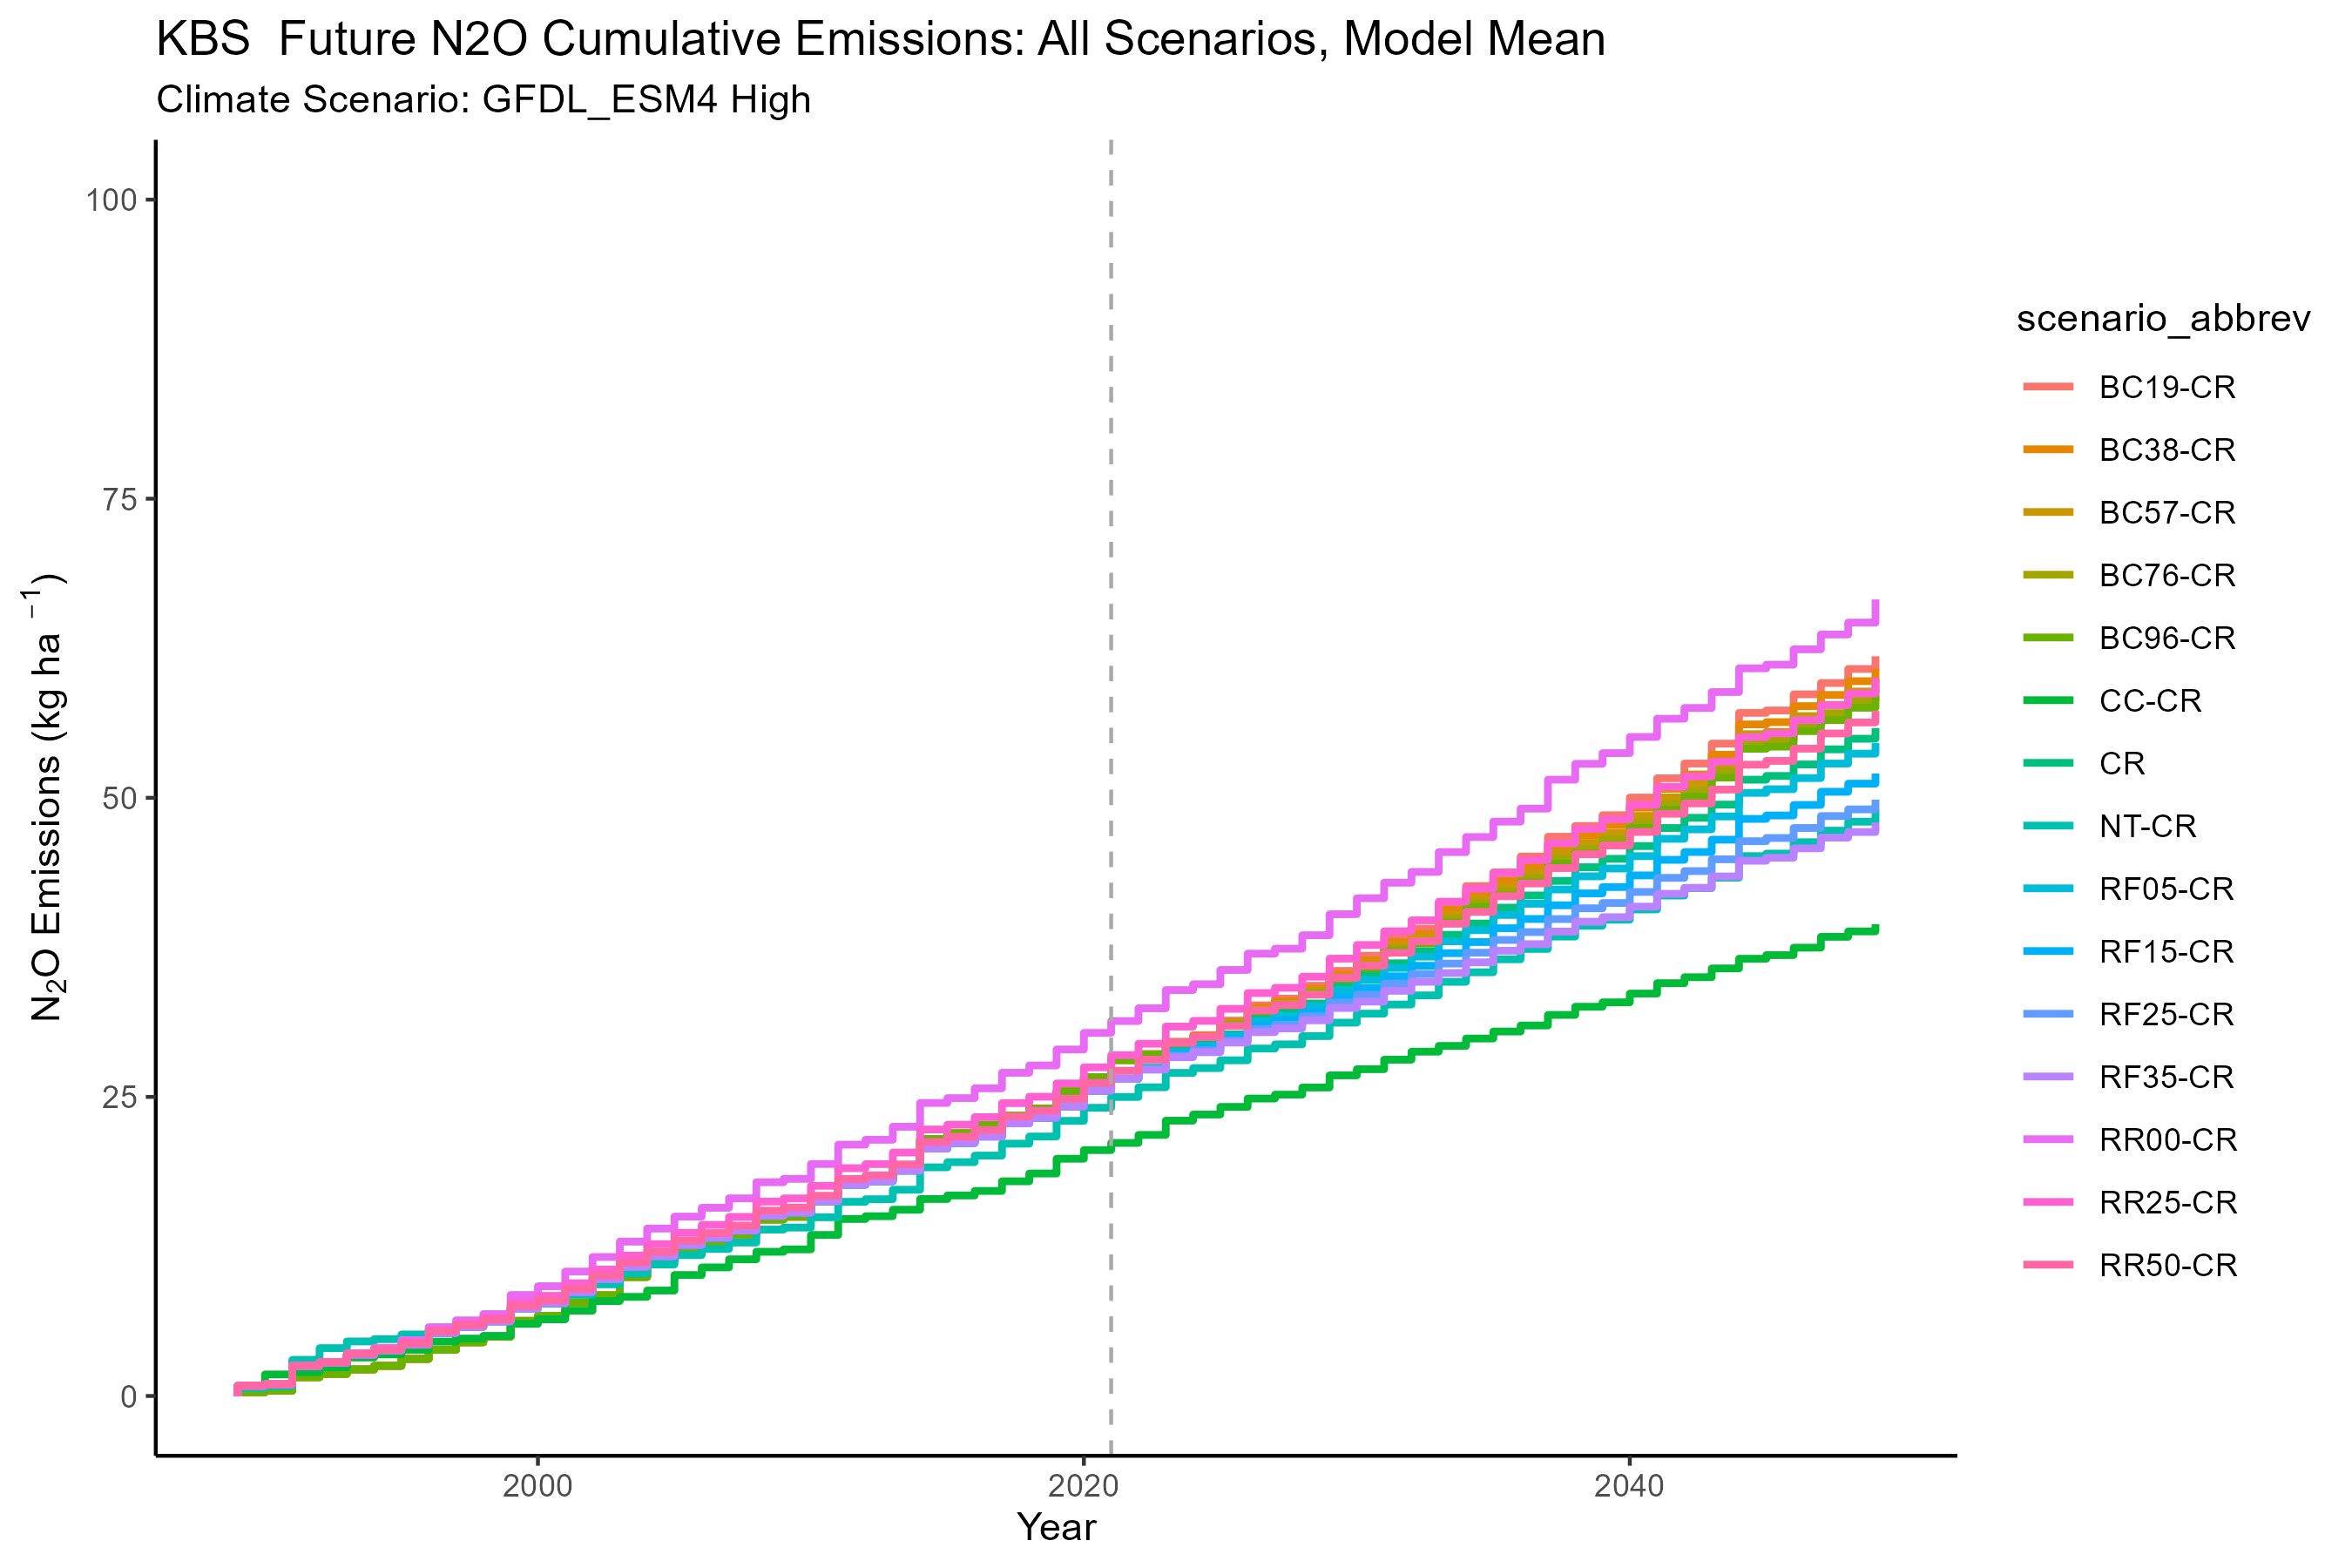 KBS  Future N2O Cumulative Emissions: All Scenarios, Model Mean
Climate Scenario: GFDL_ESM4 High
100
75
50
25
0
N₂O Emissions (kg ha ⁻¹)
2000
2020
2040
Year
scenario_abbrev
BC19-CR
BC38-CR
BC57-CR
BC76-CR
BC96-CR
CC-CR
CR
NT-CR
RF05-CR
RF15-CR
RF25-CR
RF35-CR
RR00-CR
RR25-CR
RR50-CR